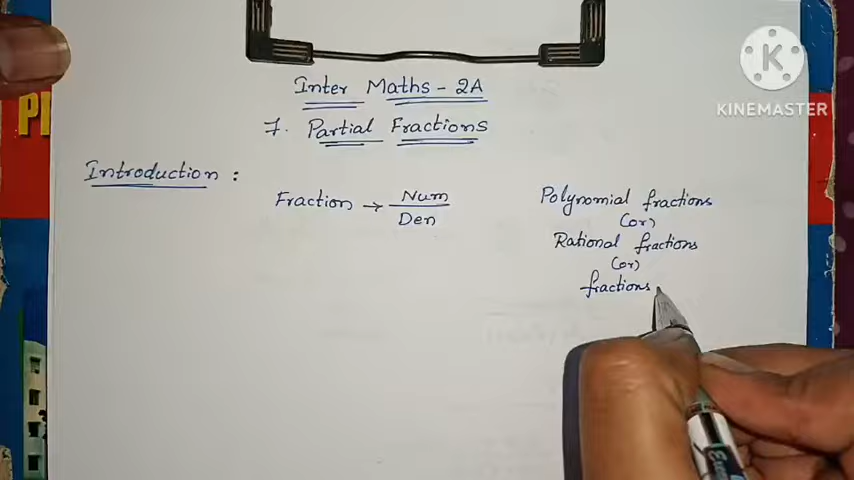 KINEMASTER
Inter Maths - 2A
7. Partial Fractions
Introduction :
Fraction → Num
Den
Polynomial fractions
(or)
Rational fractions
(or)
fractions